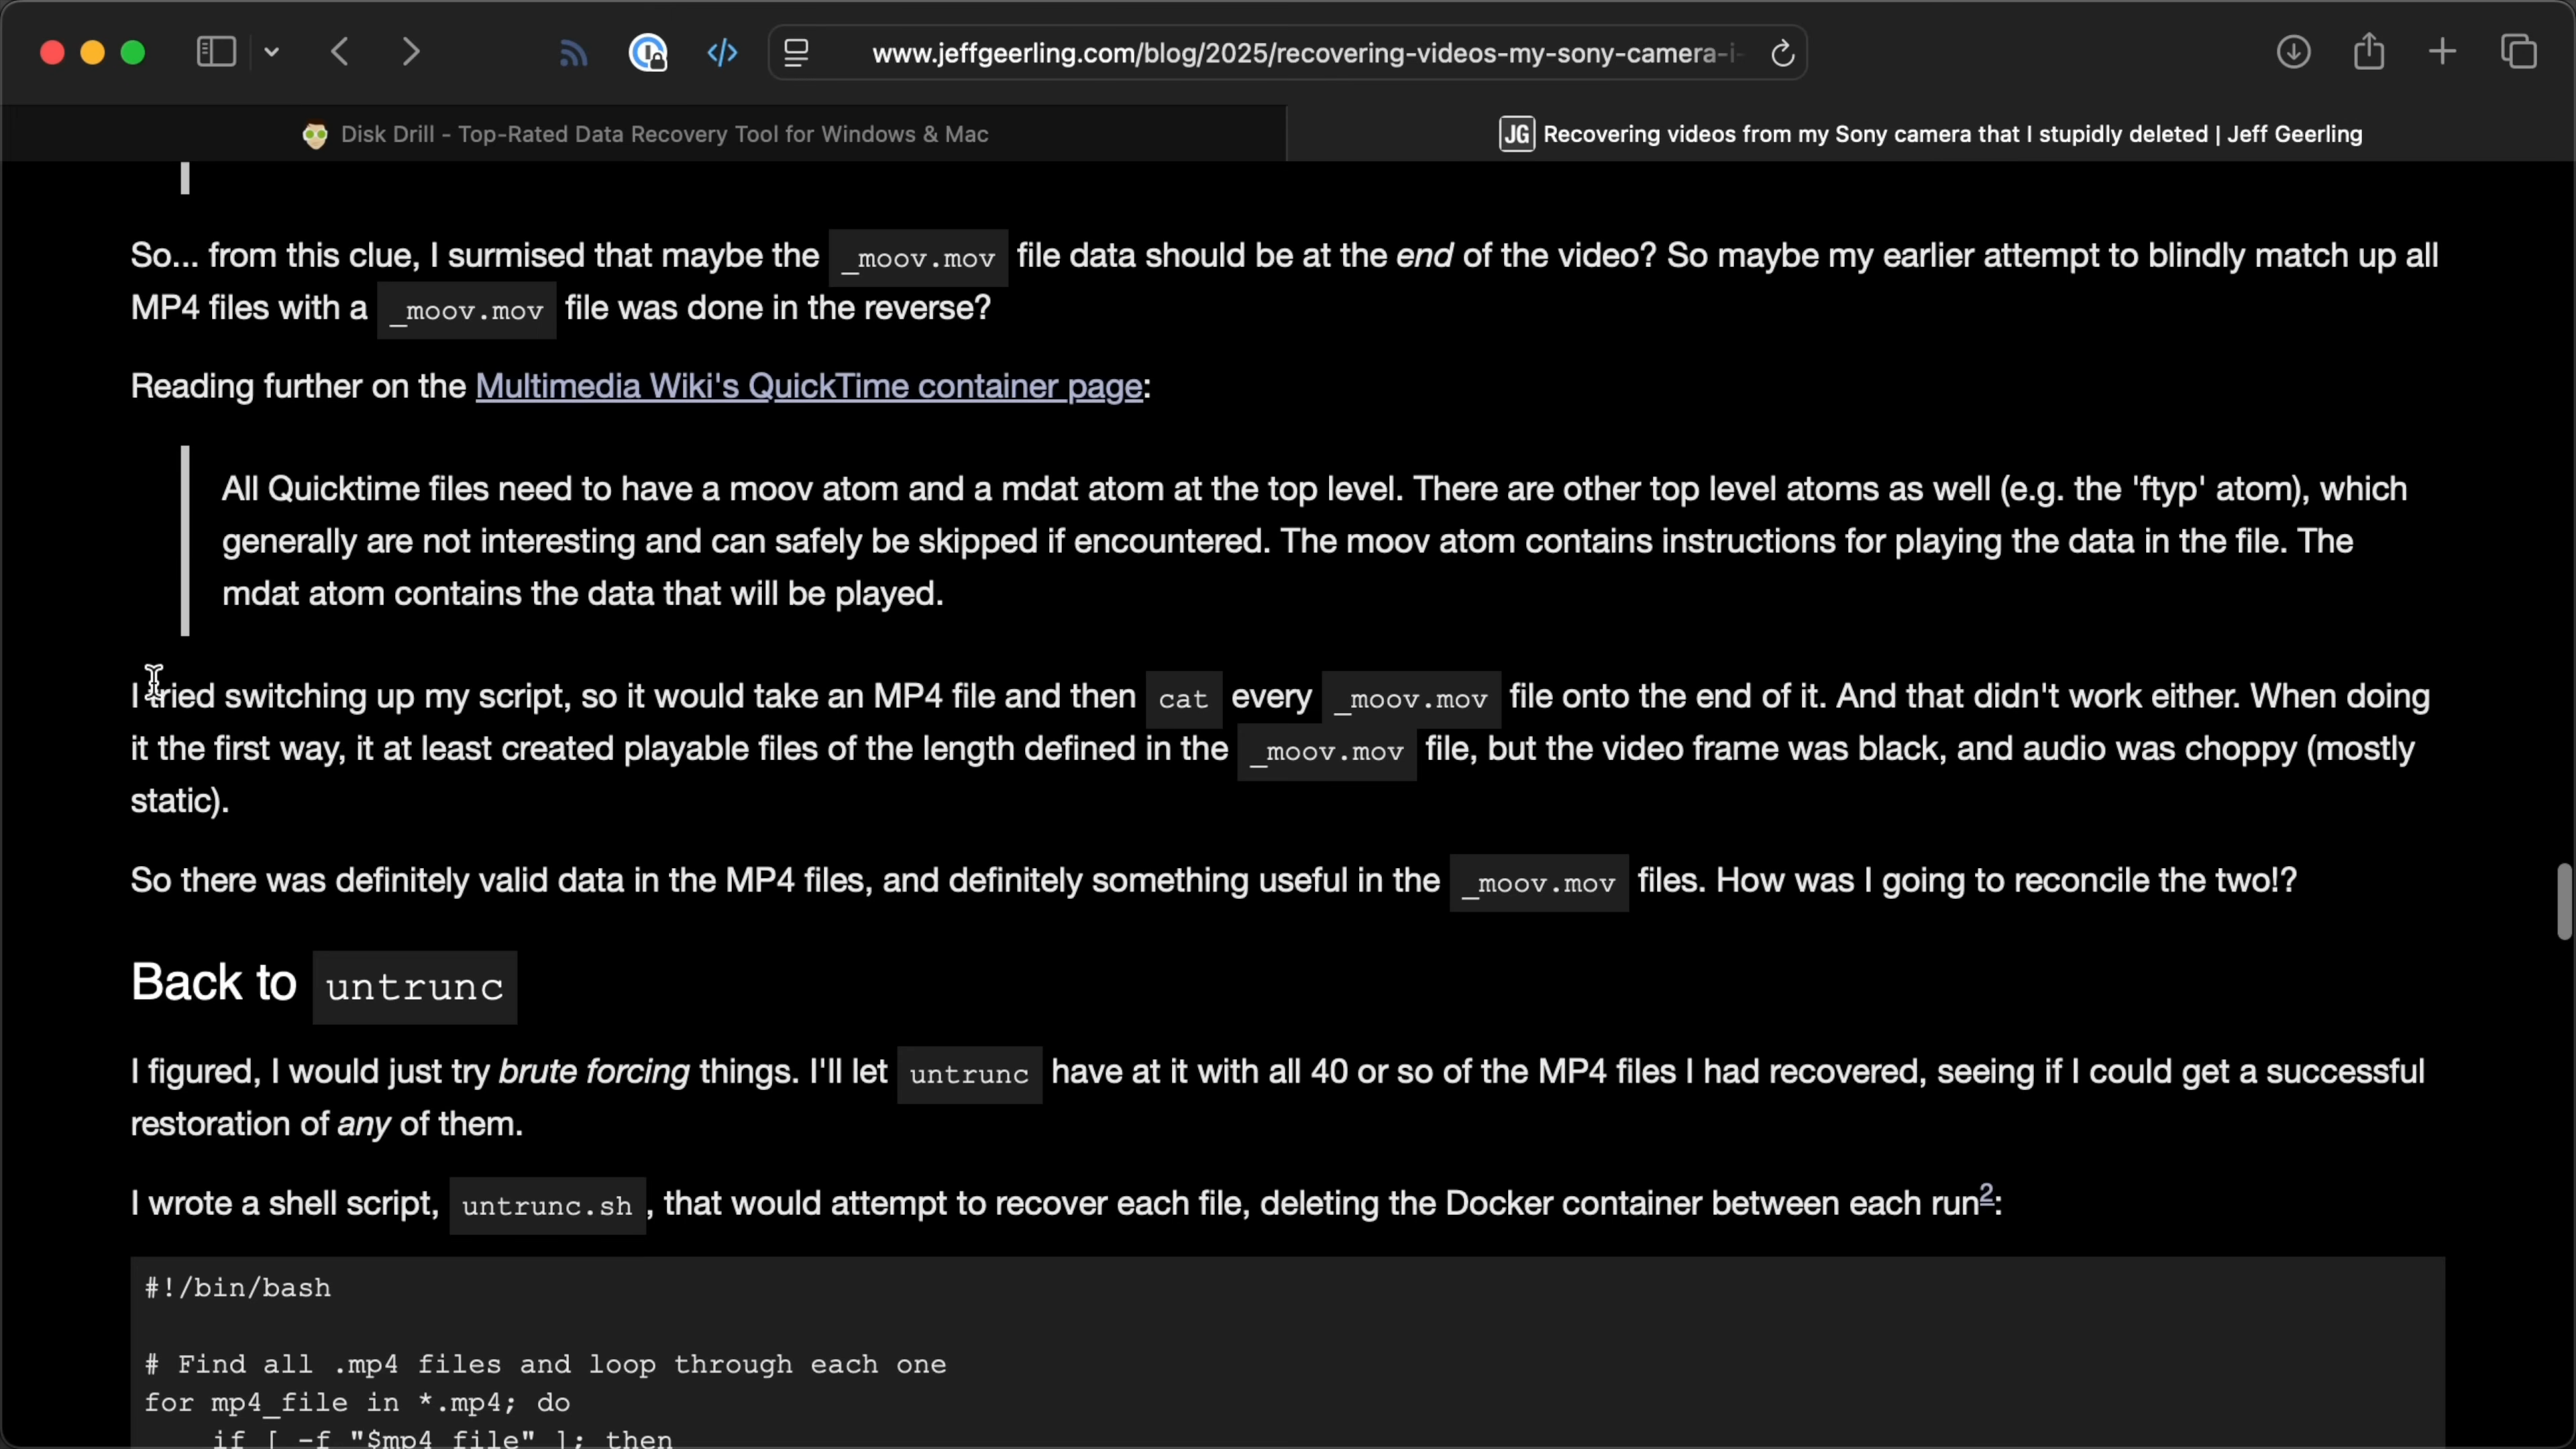 www.jeffgeerling.com/blog/2025/recovering-videos-my-sony-camera-i-
Disk Drill - Top-Rated Data Recovery Tool for Windows & Mac
JG Recovering videos from my Sony camera that I stupidly deleted | Jeff Geerling
So... from this clue, I surmised that maybe the _moov.mov file data should be at the end of the video? So maybe my earlier attempt to blindly match up all
MP4 files with a _moov.mov file was done in the reverse?
Reading further on the Multimedia Wiki's QuickTime container page:
All Quicktime files need to have a moov atom and a mdat atom at the top level. There are other top level atoms as well (e.g. the 'ftyp' atom), which
generally are not interesting and can safely be skipped if encountered. The moov atom contains instructions for playing the data in the file. The
mdat atom contains the data that will be played.
I tried switching up my script, so it would take an MP4 file and then cat every _moov.mov file onto the end of it. And that didn't work either. When doing
it the first way, it at least created playable files of the length defined in the _moov.mov file, but the video frame was black, and audio was choppy (mostly
static).
So there was definitely valid data in the MP4 files, and definitely something useful in the _moov.mov files. How was I going to reconcile the two!?
Back to untrunc
I figured, I would just try brute forcing things. I'll let untrunc have at it with all 40 or so of the MP4 files I had recovered, seeing if I could get a successful
restoration of any of them.
I wrote a shell script, untrunc.sh, that would attempt to recover each file, deleting the Docker container between each run2:
#!/bin/bash
# Find all .mp4 files and loop through each one
for mp4_file in *.mp4; do
if [ -f "$mp4_file" ]; then